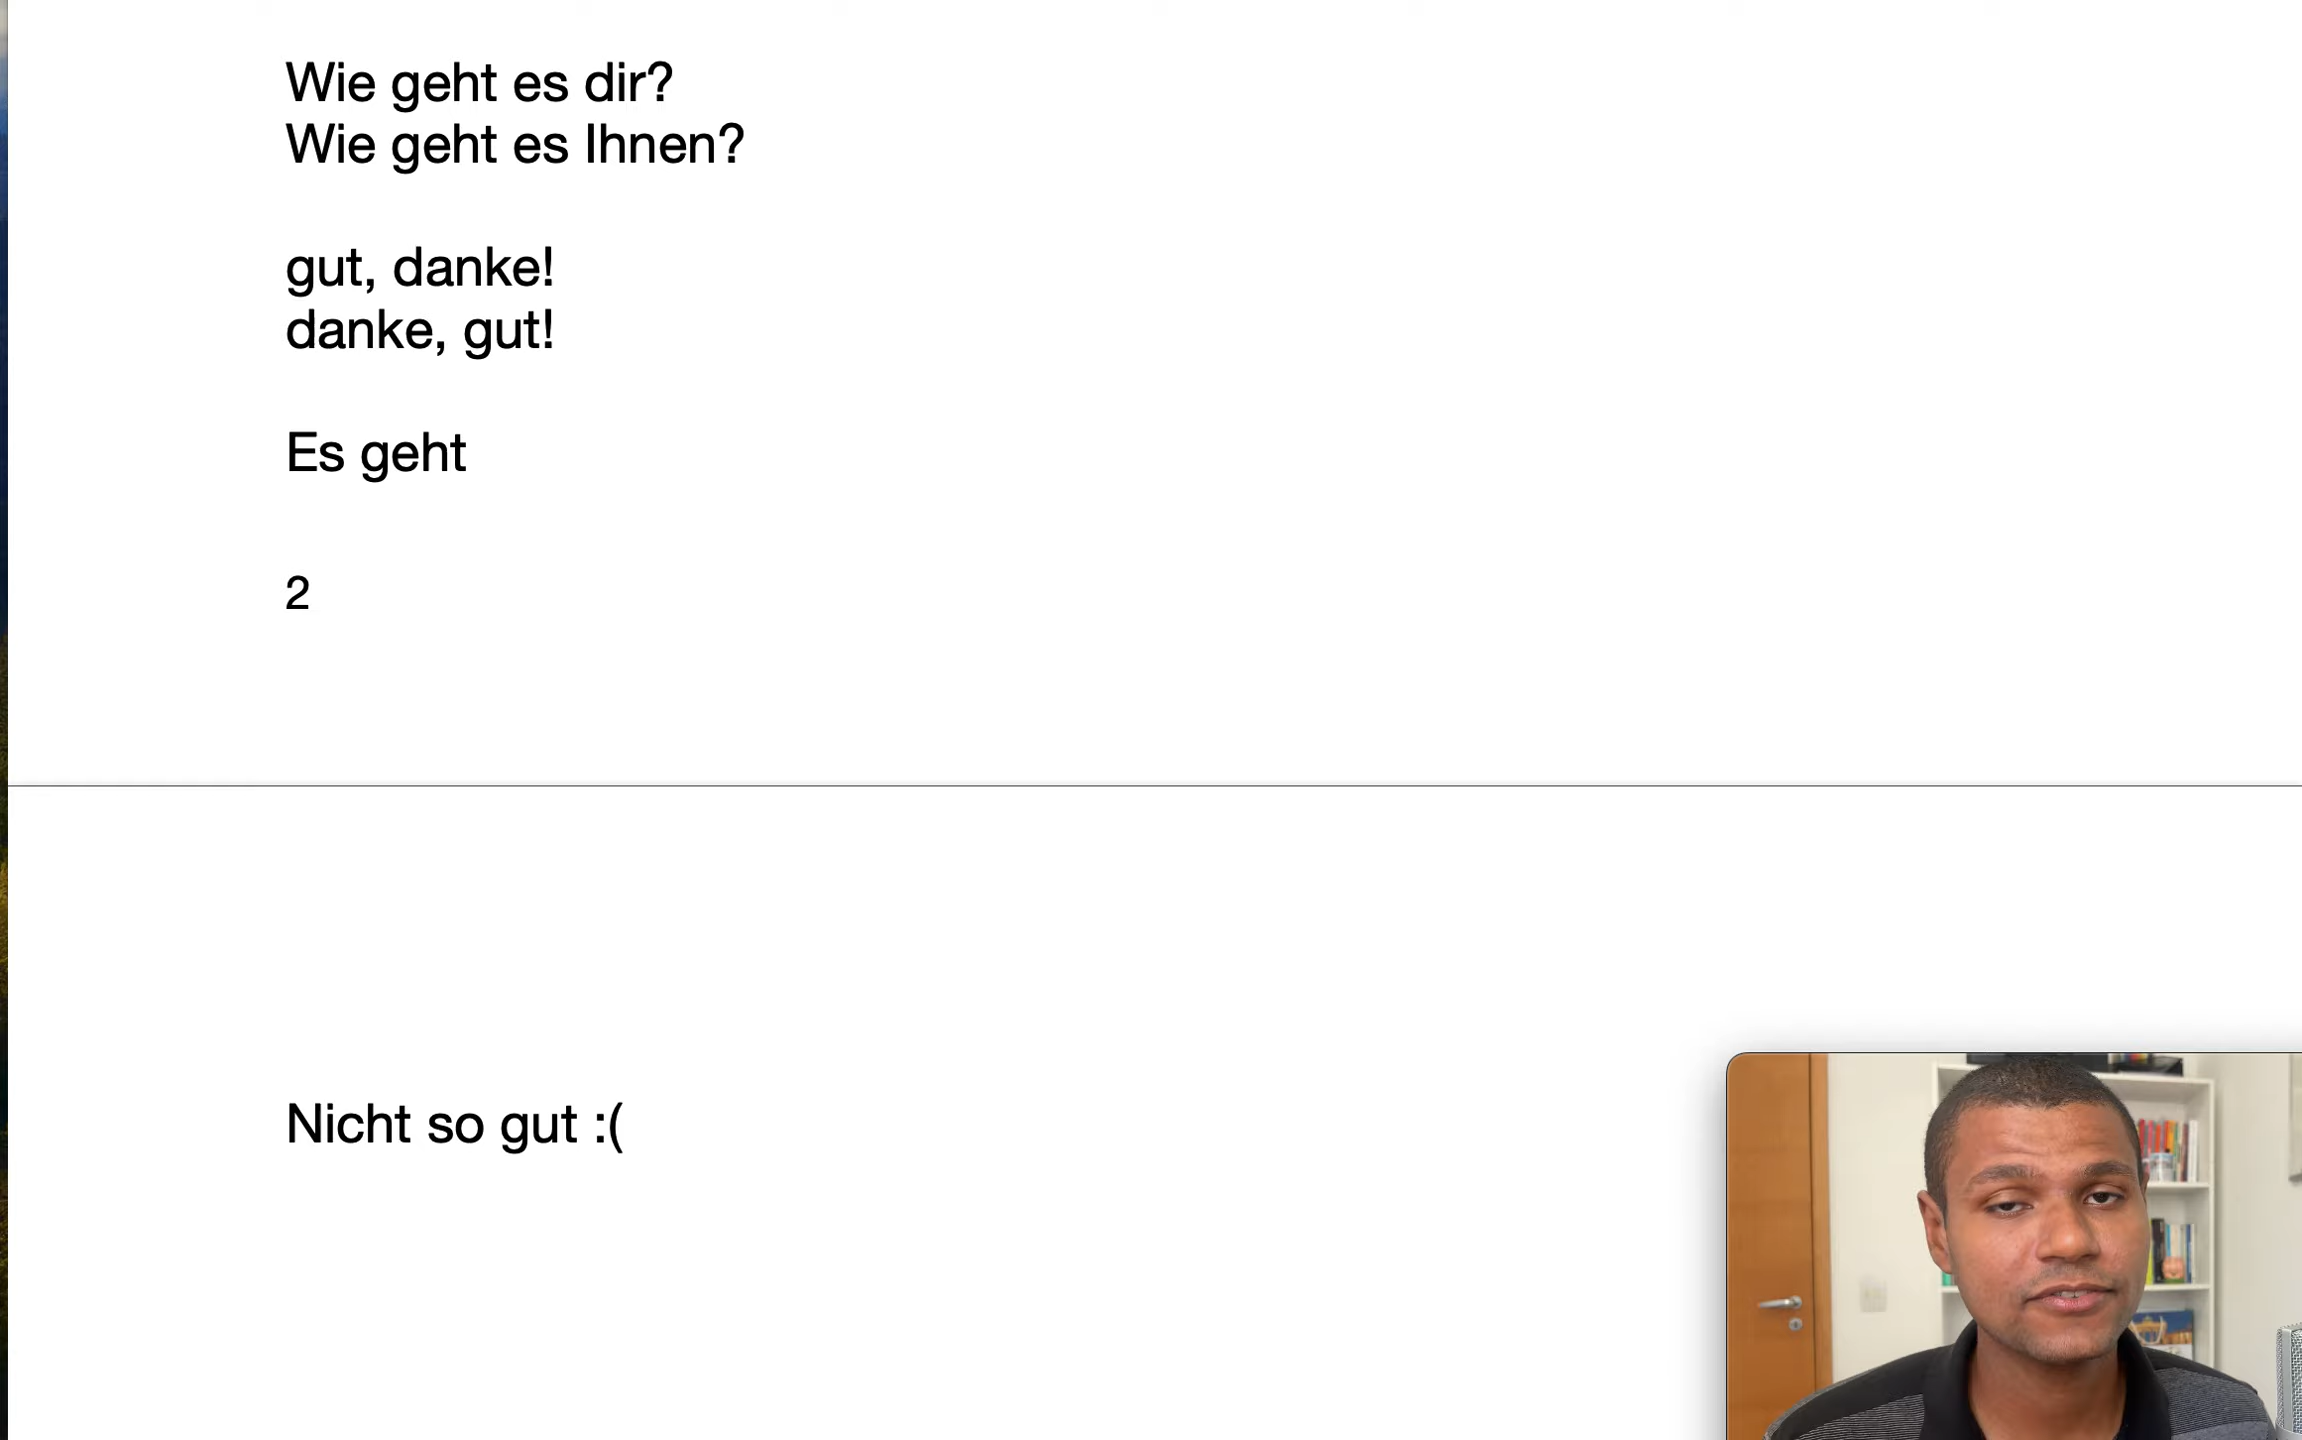 Wie geht es dir?
Wie geht es Ihnen?
gut, danke!
danke, gut!
Es geht
2
Nicht so gut :(